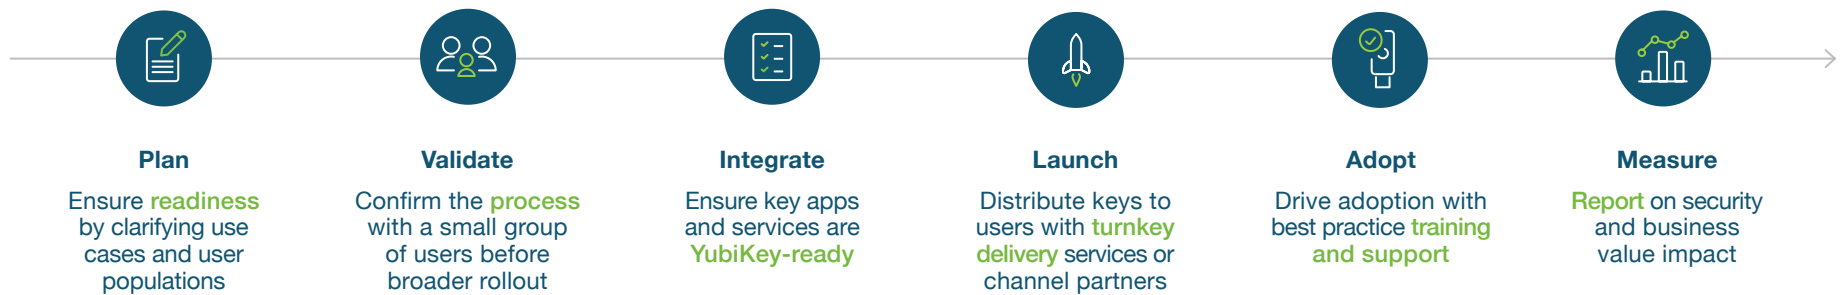 Plan
Ensure readiness
by clarifying use
cases and user
populations
Validate
Confirm the process
with a small group
of users before
broader rollout
Integrate
Ensure key apps
and services are
YubiKey-ready
Launch
Distribute keys to
users with turnkey
delivery services or
channel partners
Adopt
Drive adoption with
best practice training
and support
Measure
Report on security
and business
value impact